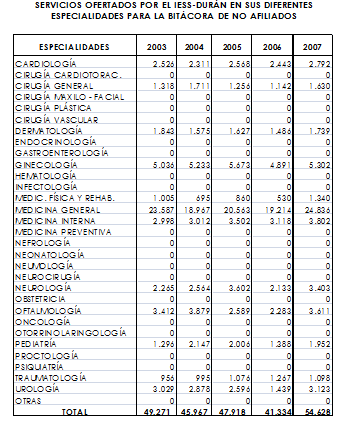 SERVICIOS OFERTADOS POR EL IESS-DURÁN EN SUS DIFERENTES
ESPECIALIDADES PARA LA BITÁCORA DE NO AFILIADOS
ESPECIALIDADES 2003 2004 2005 2006 2007
CARDIOLOGÍA 2.526 2.311 2.568 2.443 2.792
CIRUGÍA CARDIOTORAC. 0 0 0 0 0
CIRUGÍA GENERAL 1.318 1.711 1.256 1.142 1.630
CIRUGÍA MAXILO - FACIAL 0 0 0 0 0
CIRUGÍA PLÁSTICA 0 0 0 0 0
CIRUGÍA VASCULAR 0 0 0 0 0
DERMATOLOGÍA 1.843 1.575 1.627 1.486 1.739
ENDOCRINOLOGÍA 0 0 0 0 0
GASTROENTEROLOGÍA 0 0 0 0 0
GINECOLOGÍA 5.036 5.233 5.673 4.891 5.302
HEMATOLOGÍA 0 0 0 0 0
INFECTOLOGÍA 0 0 0 0 0
MEDIC. FÍSICA Y REHAB. 1.005 695 860 530 1.340
MEDICINA GENERAL 23.587 18.967 20.563 19.214 24.836
MEDICINA INTERNA 2.998 3.012 3.502 3.118 3.802
MEDICINA PREVENTIVA 0 0 0 0 0
NEFROLOGÍA 0 0 0 0 0
NEONATOLOGÍA 0 0 0 0 0
NEUMOLOGÍA 0 0 0 0 0
NEUROCIRUGÍA 0 0 0 0 0
NEUROLOGÍA 2.265 2.564 3.602 2.133 3.403
OBSTETRICIA 0 0 0 0 0
OFTALMOLOGÍA 3.412 3.879 2.589 2.283 3.611
ONCOLOGÍA 0 0 0 0 0
OTORRINOLARINGOLOGÍA 0 0 0 0 0
PEDIATRÍA 1.296 2.147 2.006 1.388 1.952
PROCTOLOGÍA 0 0 0 0 0
PSIQUIATRÍA 0 0 0 0 0
TRAUMATOLOGÍA 956 995 1.076 1.267 1.098
UROLOGÍA 3.029 2.878 2.596 1.439 3.123
OTRAS 0 0 0 0 0
TOTAL 49.271 45.967 47.918 41.334 54.628